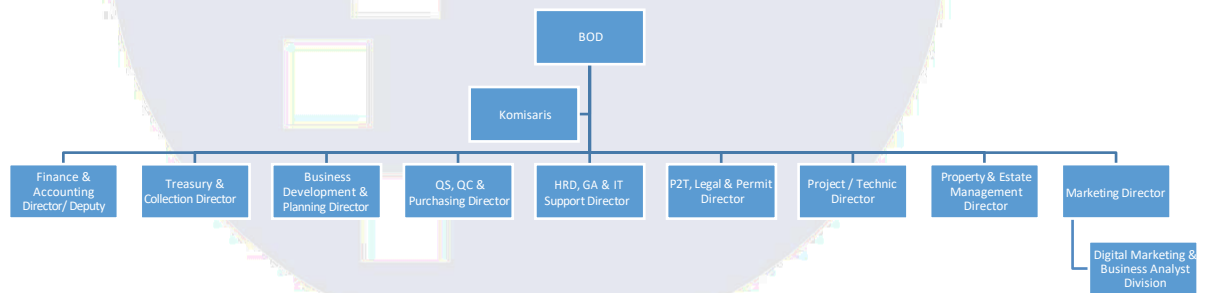 BOD
Komisaris
Finance &
Accounting
Director/ Deputy
Treasury &
Collection Director
Business
Development &
Planning Director
QS, QC &
Purchasing Director
HRD, GA & IT
Support Director
P2T, Legal & Permit
Director
Project / Technic
Director
Property & Estate
Management
Director
Marketing Director
Digital Marketing &
Business Analyst
Division